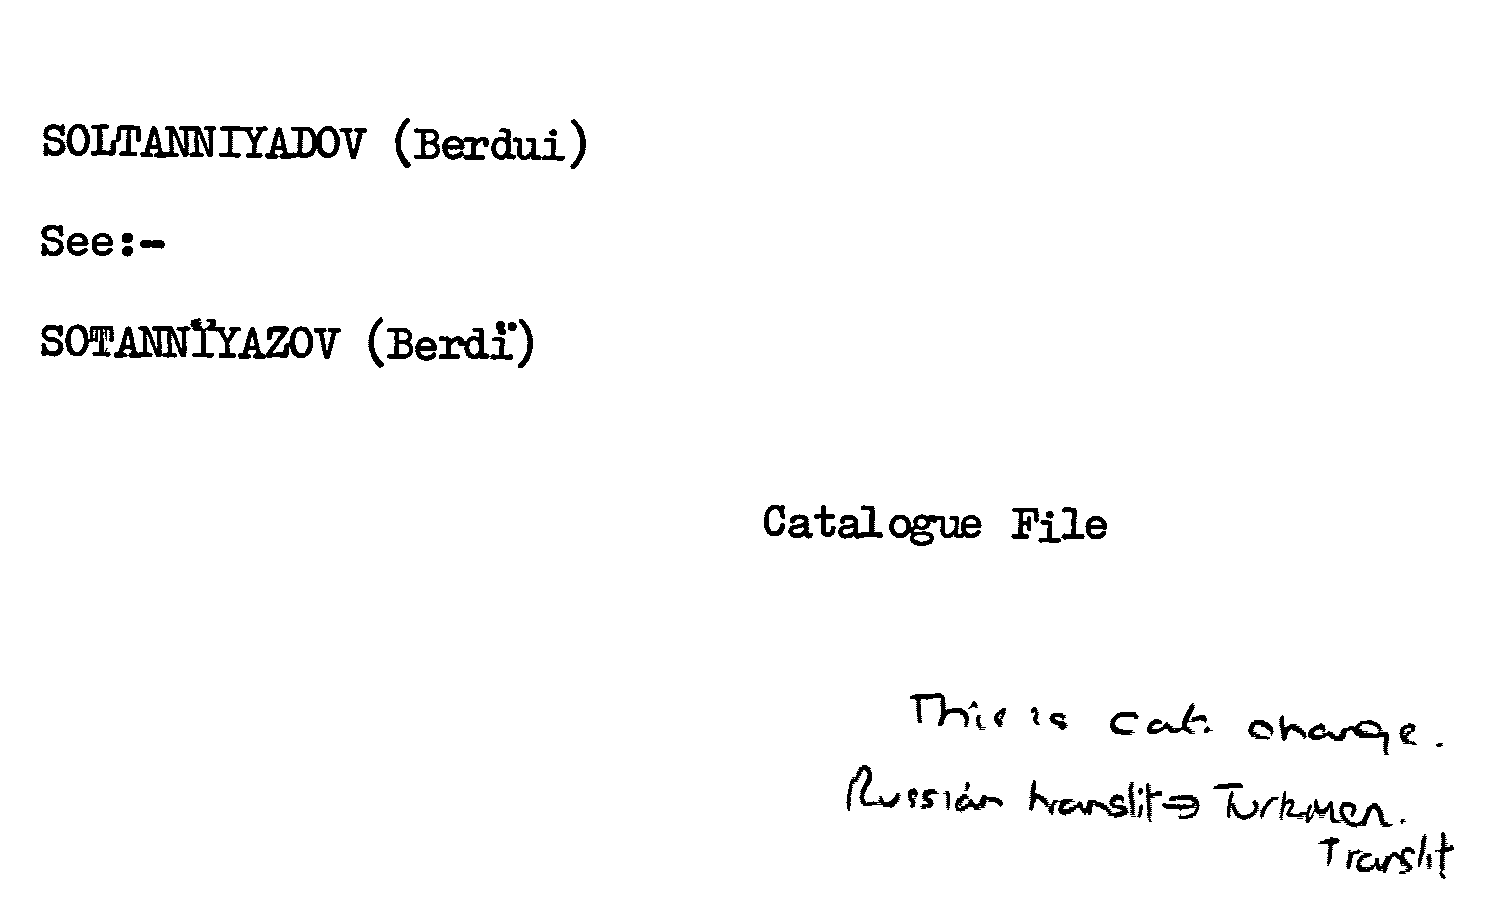 SOLTANNIYADOV (Berdui)
See:-
SOTANNÏYAZOV (Berdï)
Catalogue File
This is cat. change.
Russian translit⇒Turkmen.
Translit